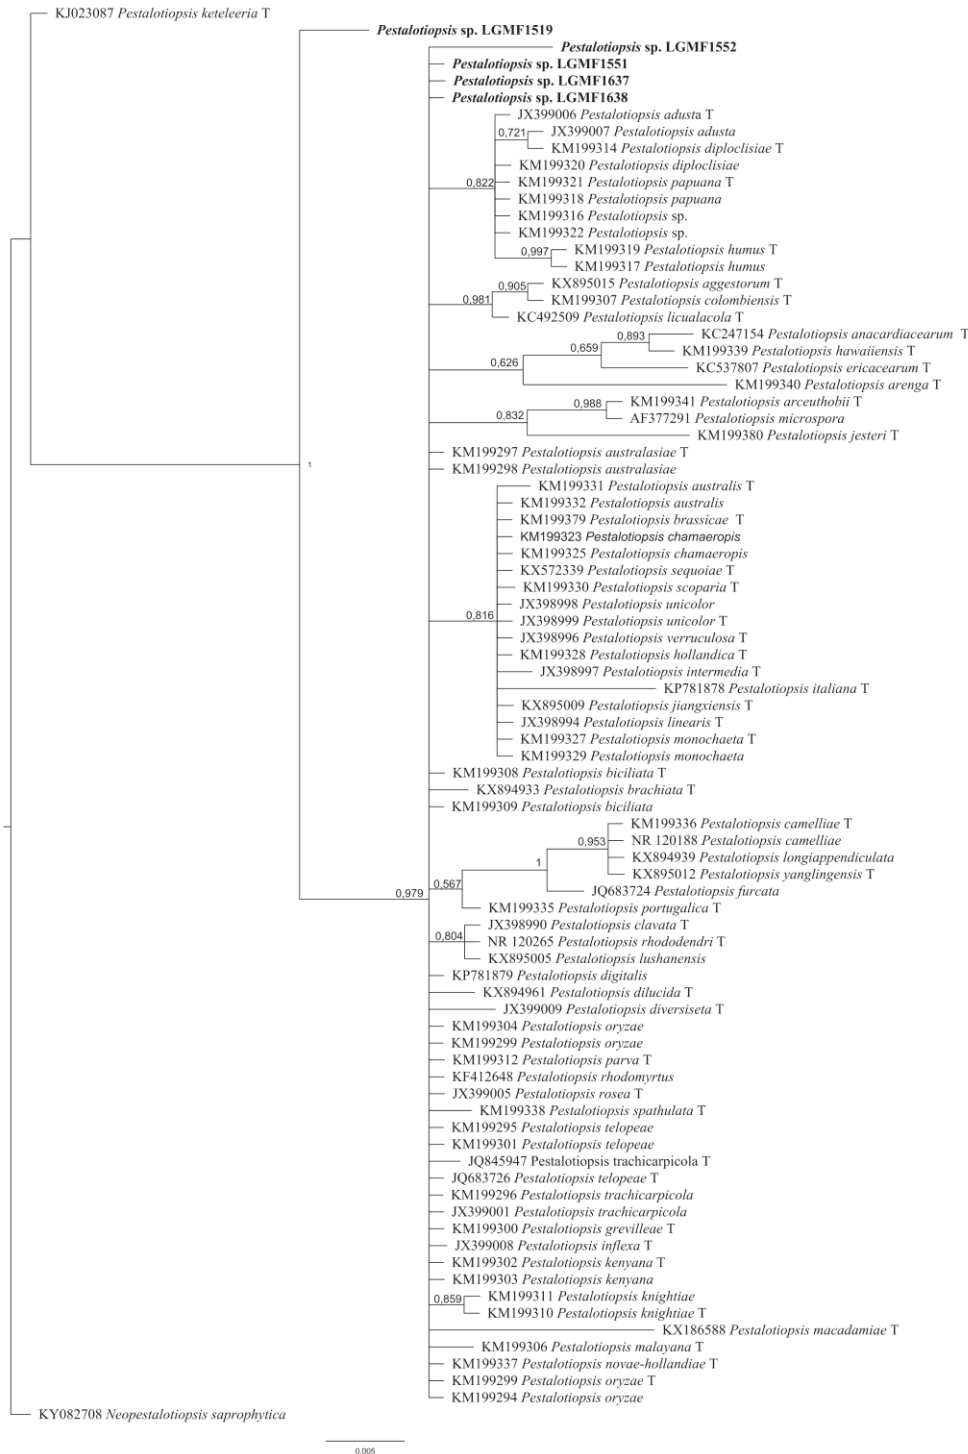 KJ023087 Pestalotiopsis keteleeria T
Pestalotiopsis sp. LGMF1519
Pestalotiopsis sp. LGMF1552
Pestalotiopsis sp. LGMF1551
Pestalotiopsis sp. LGMF1637
Pestalotiopsis sp. LGMF1638
JX399006 Pestalotiopsis adusta T
0,721
JX399007 Pestalotiopsis adusta
KM199314 Pestalotiopsis diploclisiae T
KM199320 Pestalotiopsis diploclisiae
0,822
KM199321 Pestalotiopsis papuana T
KM199318 Pestalotiopsis papuana
KM199316 Pestalotiopsis sp.
KM199322 Pestalotiopsis sp.
0,997
KM199319 Pestalotiopsis humus T
KM199317 Pestalotiopsis humus
0,905
KX895015 Pestalotiopsis aggestorum T
0,981
KM199307 Pestalotiopsis colombiensis T
KC492509 Pestalotiopsis licualacola T
0,893
KC247154 Pestalotiopsis anacardiacearum T
0,659
KM199339 Pestalotiopsis hawaiiensis T
0,626
KC537807 Pestalotiopsis ericacearum T
KM199340 Pestalotiopsis arenga T
0,988
KM199341 Pestalotiopsis arceuthobii T
0,832
AF377291 Pestalotiopsis microspora
KM199380 Pestalotiopsis jesteri T
KM199297 Pestalotiopsis australasiae T
1
KM199298 Pestalotiopsis australasiae
KM199331 Pestalotiopsis australis T
KM199332 Pestalotiopsis australis
KM199379 Pestalotiopsis brassicae T
KM199323 Pestalotiopsis chamaeropis
KM199325 Pestalotiopsis chamaeropis
KX572339 Pestalotiopsis sequoiae T
KM199330 Pestalotiopsis scoparia T
JX398998 Pestalotiopsis unicolor
0,816
JX398999 Pestalotiopsis unicolor T
JX398996 Pestalotiopsis verruculosa T
KM199328 Pestalotiopsis hollandica T
JX398997 Pestalotiopsis intermedia T
KP781878 Pestalotiopsis italiana T
KX895009 Pestalotiopsis jiangxiensis T
JX398994 Pestalotiopsis linearis T
KM199327 Pestalotiopsis monochaeta T
KM199329 Pestalotiopsis monochaeta
KM199308 Pestalotiopsis biciliata T
KX894933 Pestalotiopsis brachiata T
KM199309 Pestalotiopsis biciliata
KM199336 Pestalotiopsis camelliae T
0,953
NR 120188 Pestalotiopsis camelliae
1
KX894939 Pestalotiopsis longiappendiculata
KX895012 Pestalotiopsis yanglingensis T
0,979
0,567
JQ683724 Pestalotiopsis furcata
KM199335 Pestalotiopsis portugalica T
JX398990 Pestalotiopsis clavata T
0,804
NR 120265 Pestalotiopsis rhododendri T
KX895005 Pestalotiopsis lushanensis
KP781879 Pestalotiopsis digitalis
KX894961 Pestalotiopsis dilucida T
JX399009 Pestalotiopsis diversiseta T
KM199304 Pestalotiopsis oryzae
KM199299 Pestalotiopsis oryzae
KM199312 Pestalotiopsis parva T
KF412648 Pestalotiopsis rhodomyrtus
JX399005 Pestalotiopsis rosea T
KM199338 Pestalotiopsis spathulata T
KM199295 Pestalotiopsis telopeae
KM199301 Pestalotiopsis telopeae
JQ845947 Pestalotiopsis trachicarpicola T
JQ683726 Pestalotiopsis telopeae T
KM199296 Pestalotiopsis trachicarpicola
JX399001 Pestalotiopsis trachicarpicola
KM199300 Pestalotiopsis grevilleae T
JX399008 Pestalotiopsis inflexa T
KM199302 Pestalotiopsis kenyana T
KM199303 Pestalotiopsis kenyana
0,859
KM199311 Pestalotiopsis knightiae
KM199310 Pestalotiopsis knightiae T
KX186588 Pestalotiopsis macadamiae T
KM199306 Pestalotiopsis malayana T
KM199337 Pestalotiopsis novae-hollandiae T
KM199299 Pestalotiopsis oryzae T
KM199294 Pestalotiopsis oryzae
KY082708 Neopestalotiopsis saprophytica
0.005